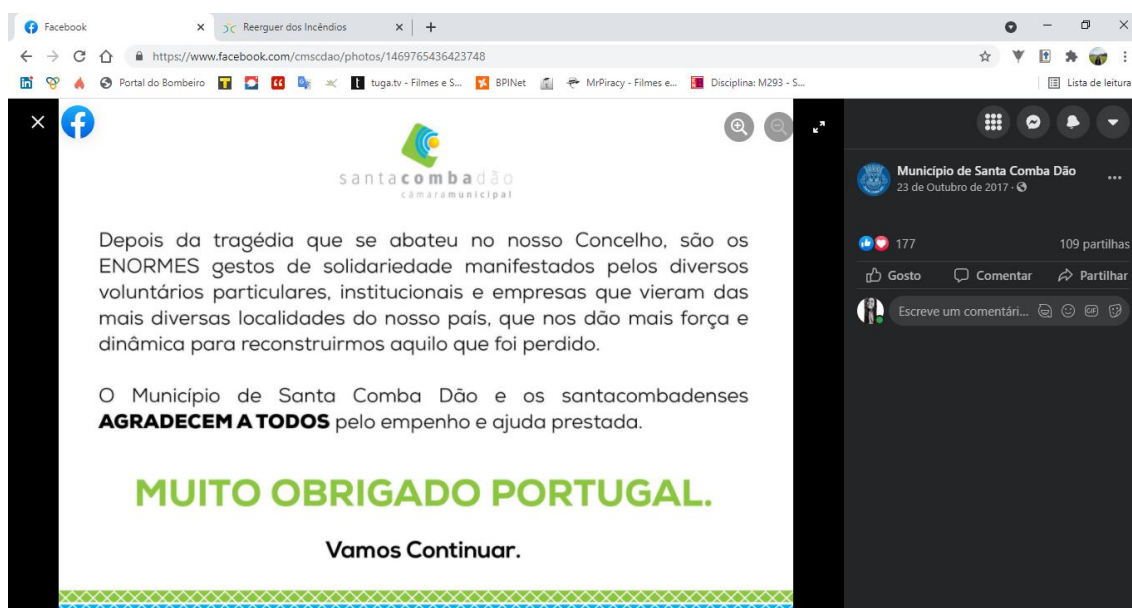 Facebook
Reerguer dos Incêndios
https://www.facebook.com/cmscdao/photos/1469765436423748
Portal do Bombeiro
tuga.tv - Filmes e S...
BPINet
MrPiracy - Filmes e...
Disciplina: M293 - S...
Lista de leitura
santacombadão
câmaramunicipal
Depois da tragédia que se abateu no nosso Concelho, são os
ENORMES gestos de solidariedade manifestados pelos diversos
voluntários particulares, institucionais e empresas que vieram das
mais diversas localidades do nosso país, que nos dão mais força e
dinâmica para reconstruirmos aquilo que foi perdido.
O Município de Santa Comba Dão e os santacombadenses
AGRADECEM A TODOS pelo empenho e ajuda prestada.
MUITO OBRIGADO PORTUGAL.
Vamos Continuar.
Município de Santa Comba Dão
23 de Outubro de 2017 ·
177
109 partilhas
Gosto
Comentar
Partilhar
Escreve um comentári...
GIF